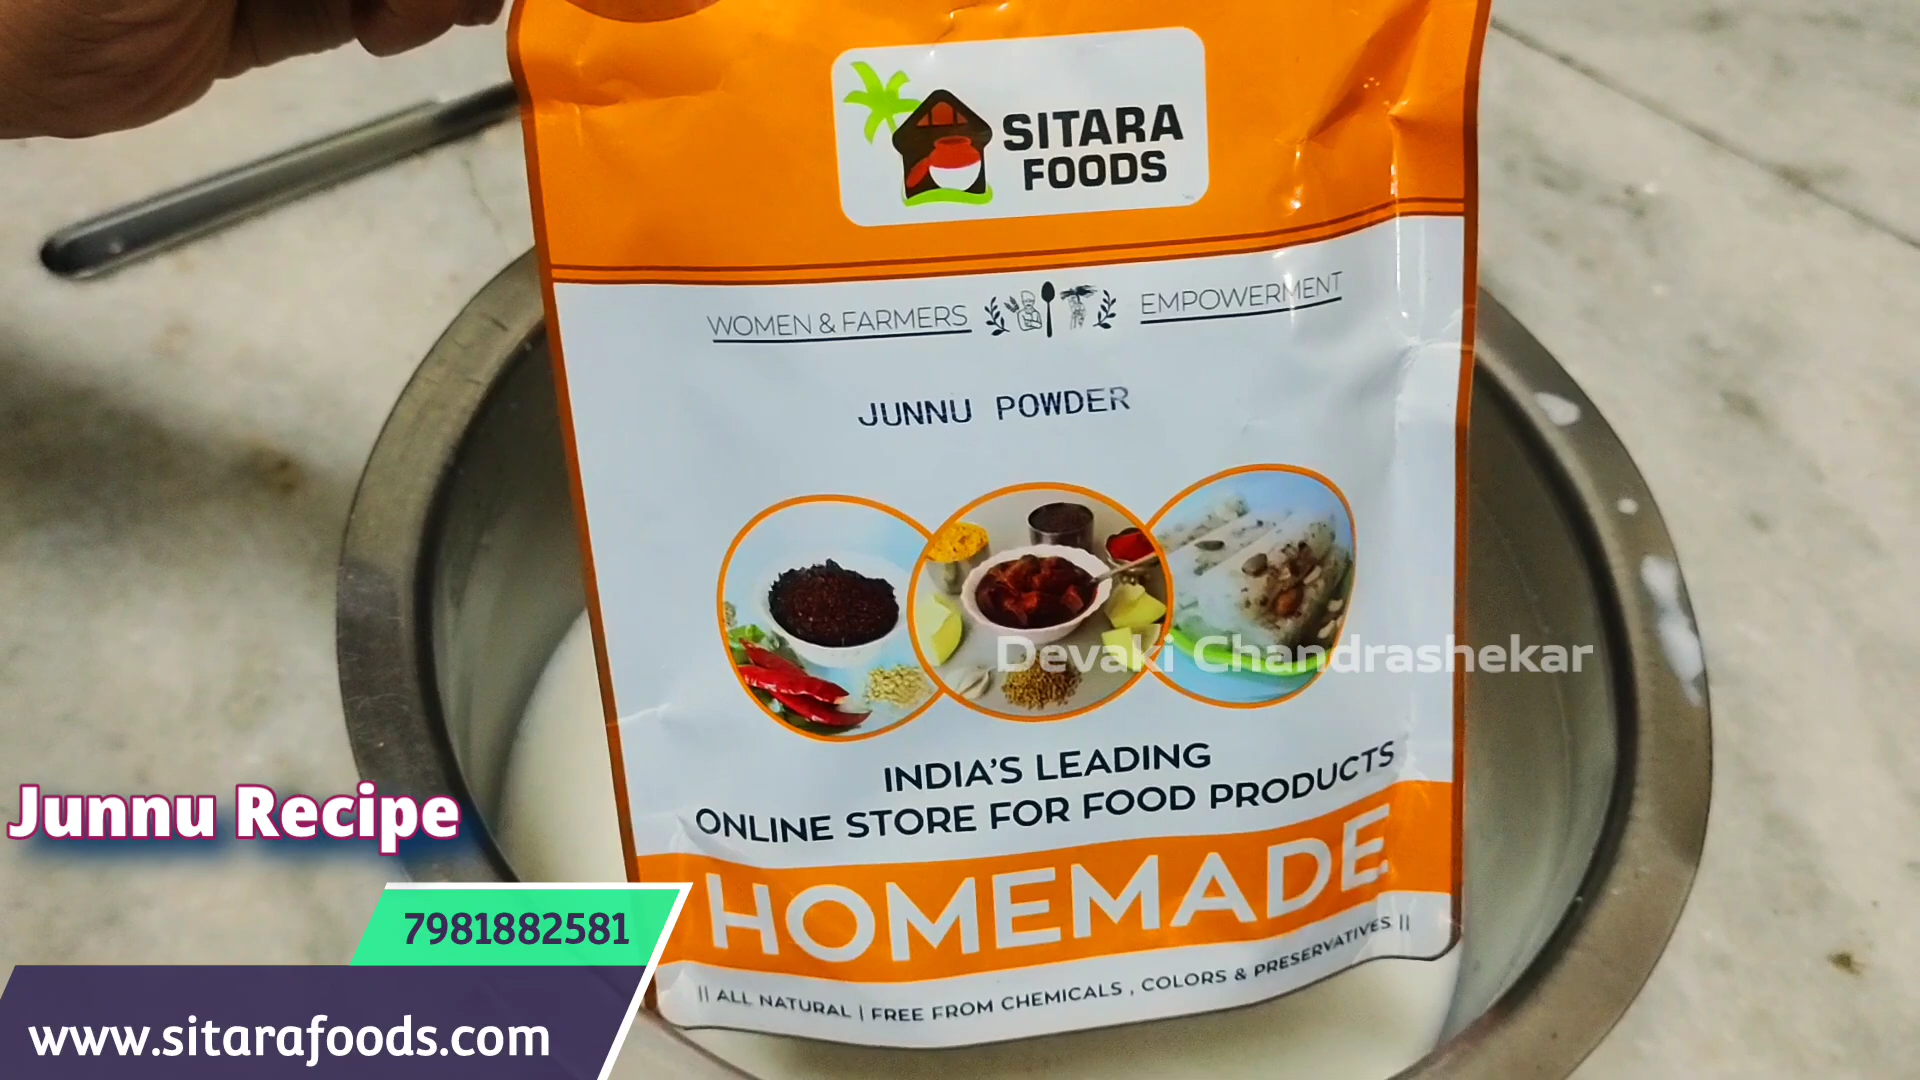 SITARA
FOODS
WOMEN & FARMERS EMPOWERMENT
JUNNU POWDER
Devaki Chandrashekar
INDIA'S LEADING
ONLINE STORE FOR FOOD PRODUCTS
HOMEMADE
|| ALL NATURAL | FREE FROM CHEMICALS , COLORS & PRESERVATIVES ||
Junnu Recipe
7981882581
www.sitarafoods.com